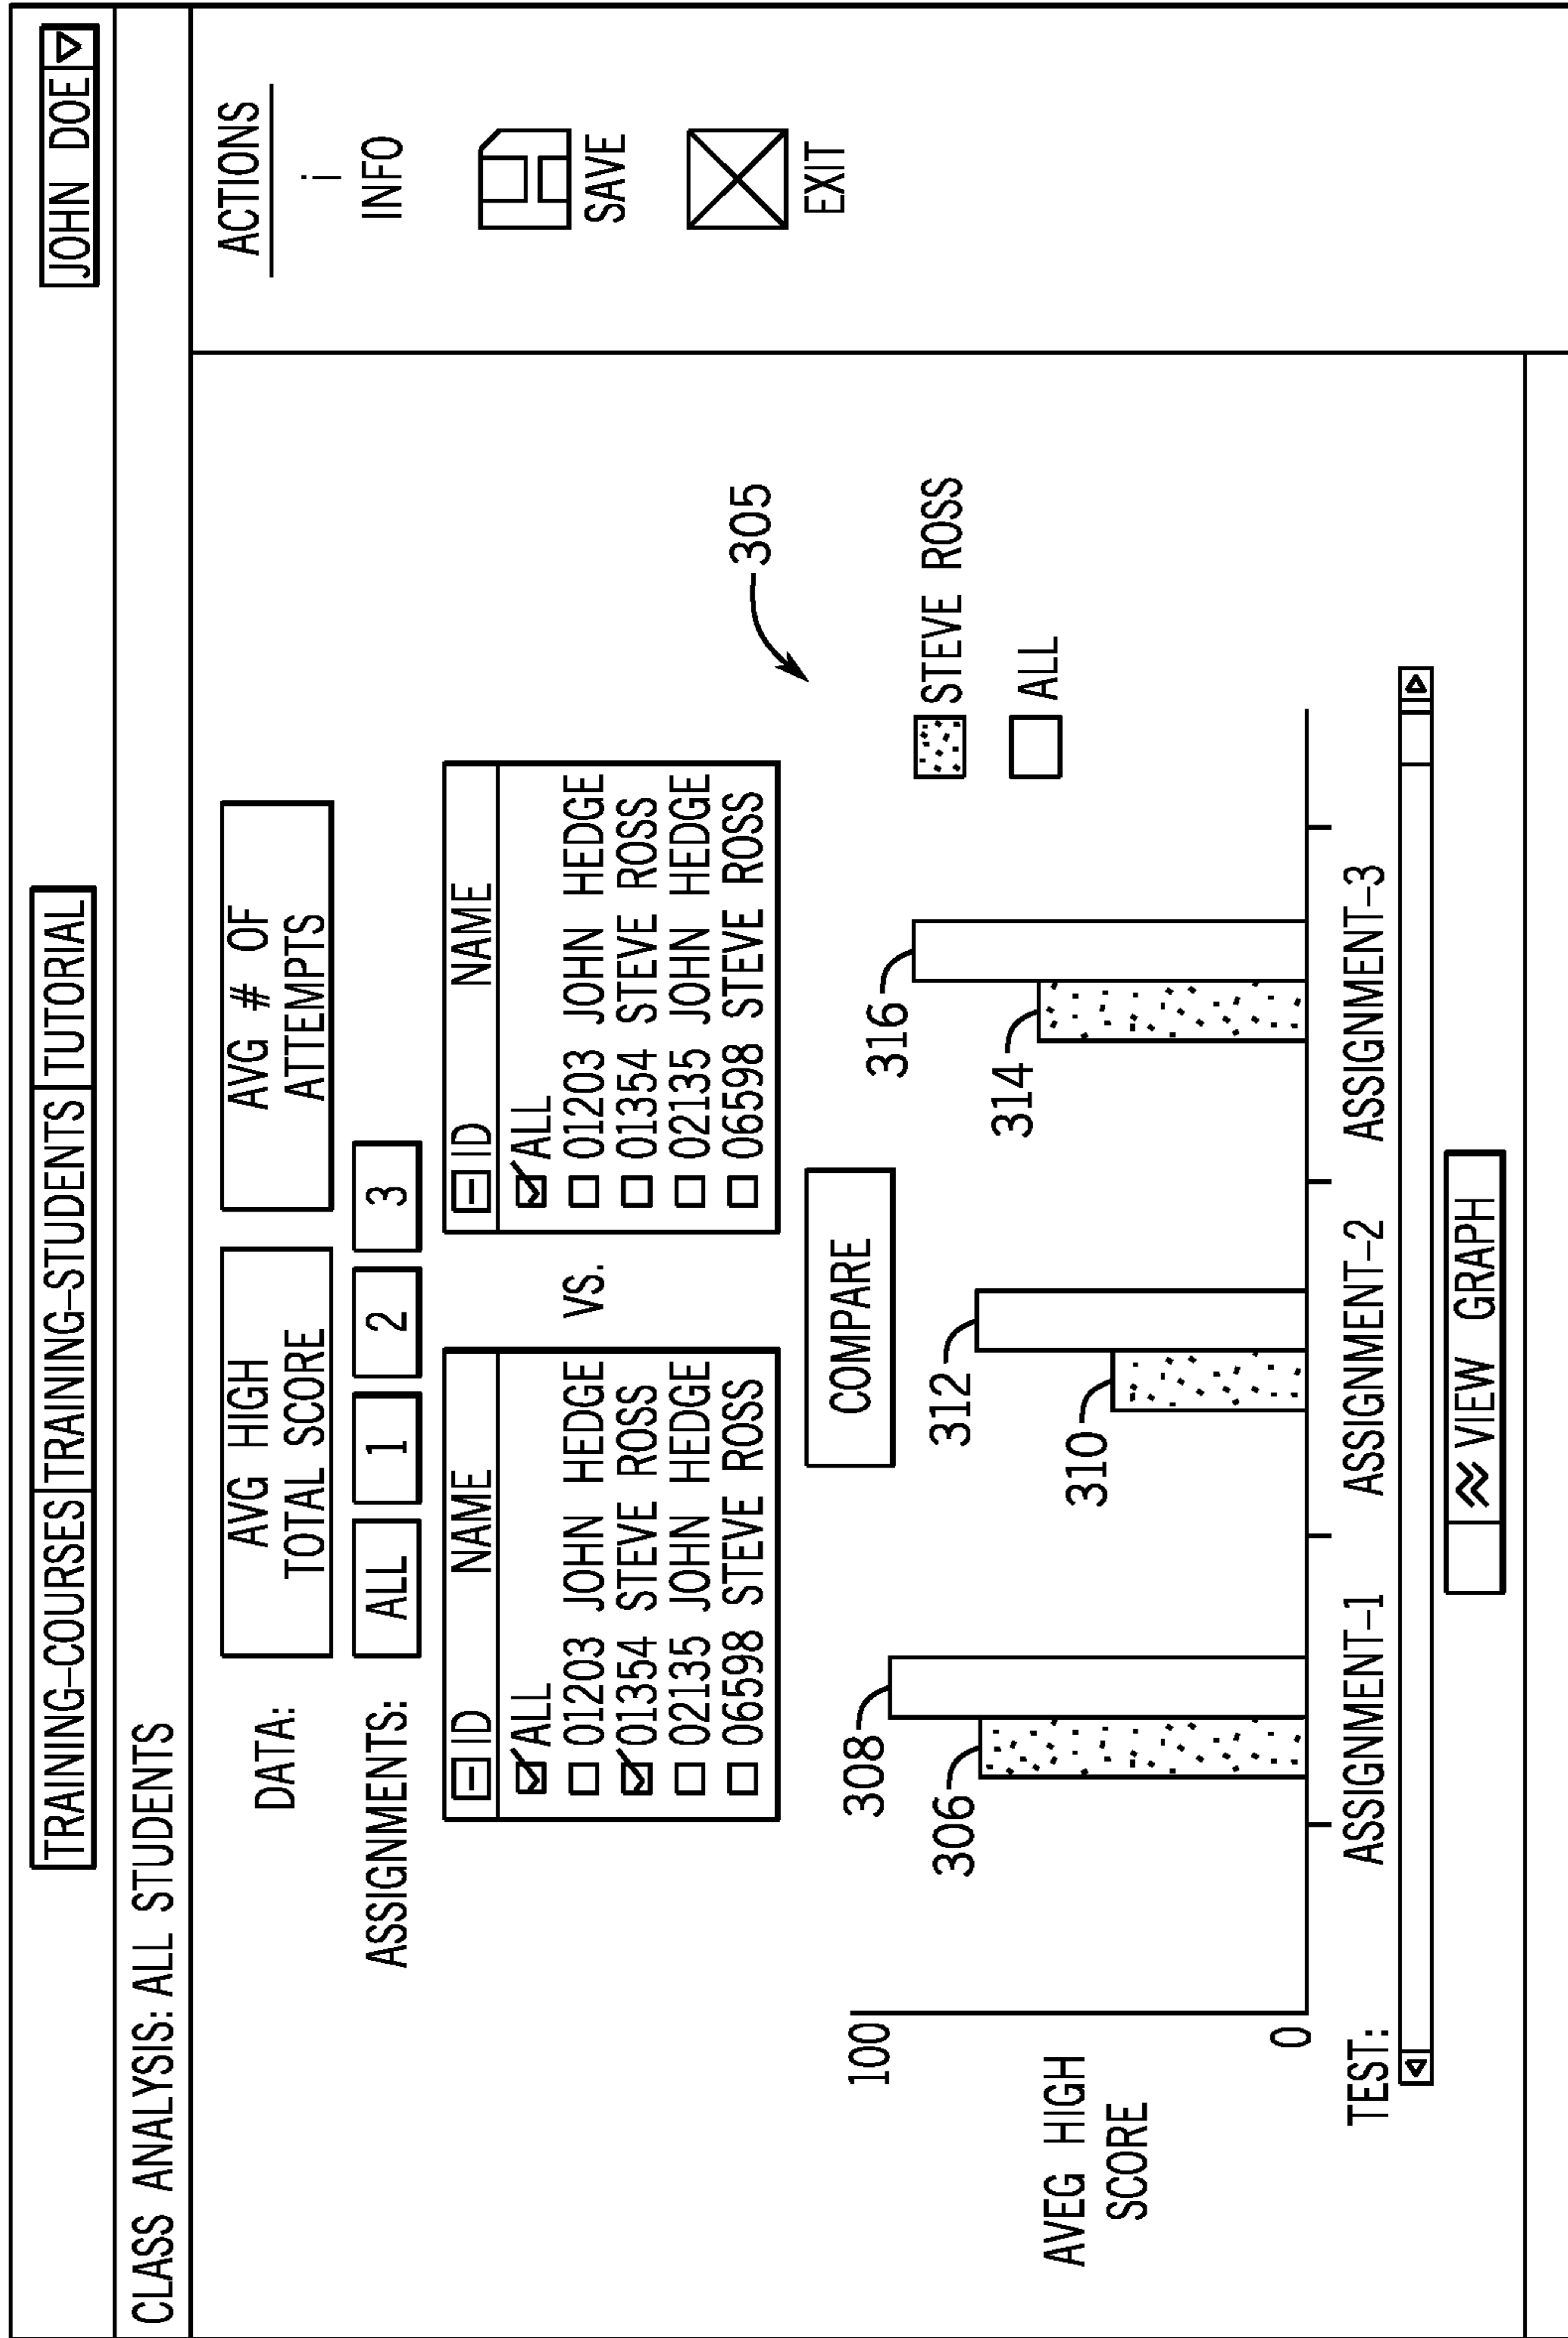 TRAINING-COURSES TRAINING-STUDENTS TUTORIAL
JOHN DOE
CLASS ANALYSIS: ALL STUDENTS
DATA:
AVG HIGH
TOTAL SCORE
AVG # OF
ATTEMPTS
ASSIGNMENTS:
ALL 1 2 3
ID NAME
ALL
01203 JOHN HEDGE
01354 STEVE ROSS
02135 JOHN HEDGE
06598 STEVE ROSS
VS.
ID NAME
ALL
01203 JOHN HEDGE
01354 STEVE ROSS
02135 JOHN HEDGE
06598 STEVE ROSS
COMPARE
305
AVEG HIGH
SCORE
100
0
308
306
312
310
316
314
STEVE ROSS
ALL
TEST: ASSIGNMENT-1 ASSIGNMENT-2 ASSIGNMENT-3
VIEW GRAPH
ACTIONS
i
INFO
SAVE
EXIT